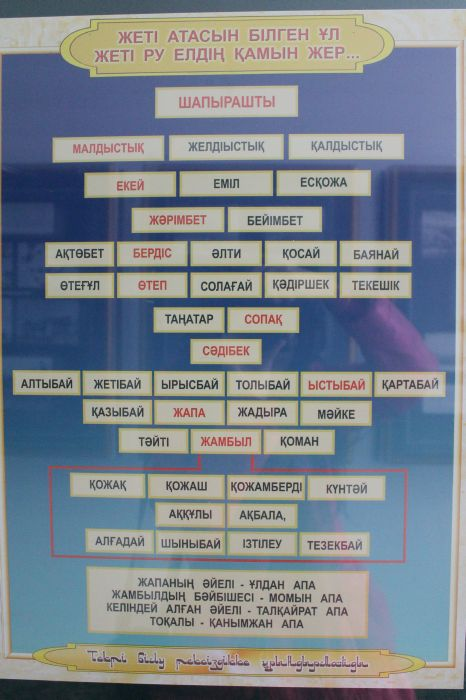 ЖЕТІ АТАСЫН БІЛГЕН ҰЛ
ЖЕТІ РУ ЕЛДІҢ ҚАМЫН ЖЕР...
ШАПЫРАШТЫ
МАЛДЫСТЫҚ ЖЕЛДІЫСТЫҚ ҚАЛДЫСТЫҚ
ЕКЕЙ ЕМІЛ ЕСҚОЖА
ЖӘРІМБЕТ БЕЙІМБЕТ
АҚТӨБЕТ БЕРДІС ӘЛТИ ҚОСАЙ БАЯНАЙ
ӨТЕҒҰЛ ӨТЕП СОЛАҒАЙ ҚӘДІРШЕК ТЕКЕШІК
ТАҢАТАР СОПАҚ
СӘДІБЕК
АЛТЫБАЙ ЖЕТІБАЙ ЫРЫСБАЙ ТОЛЫБАЙ ЫСТЫБАЙ ҚАРТАБАЙ
ҚАЗЫБАЙ ЖАПА ЖАДЫРА МӘЙКЕ
ТӘЙТІ ЖАМБЫЛ ҚОМАН
ҚОЖАҚ ҚОЖАШ ҚОЖАМБЕРДІ КҮНТӘЙ
АҚҚҰЛЫ АҚБАЛА,
АЛҒАДАЙ ШЫНЫБАЙ ІЗТІЛЕУ ТЕЗЕКБАЙ
ЖАПАНЫҢ ӘЙЕЛІ - ҰЛДАН АПА
ЖАМБЫЛДЫҢ БӘЙБІШЕСІ - МОМЫН АПА
КЕЛІНДЕЙ АЛҒАН ӘЙЕЛІ - ТАЛҚАЙРАТ АПА
ТОҚАЛЫ - ҚАНЫМЖАН АПА